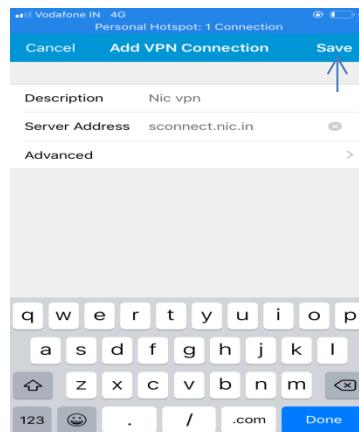 Vodafone IN 4G
Personal Hotspot: 1 Connection
Cancel Add VPN Connection Save
Description Nic vpn
Server Address sconnect.nic.in
Advanced
q w e r t y u i o p
a s d f g h j k l
z x c v b n m
123 . / .com Done